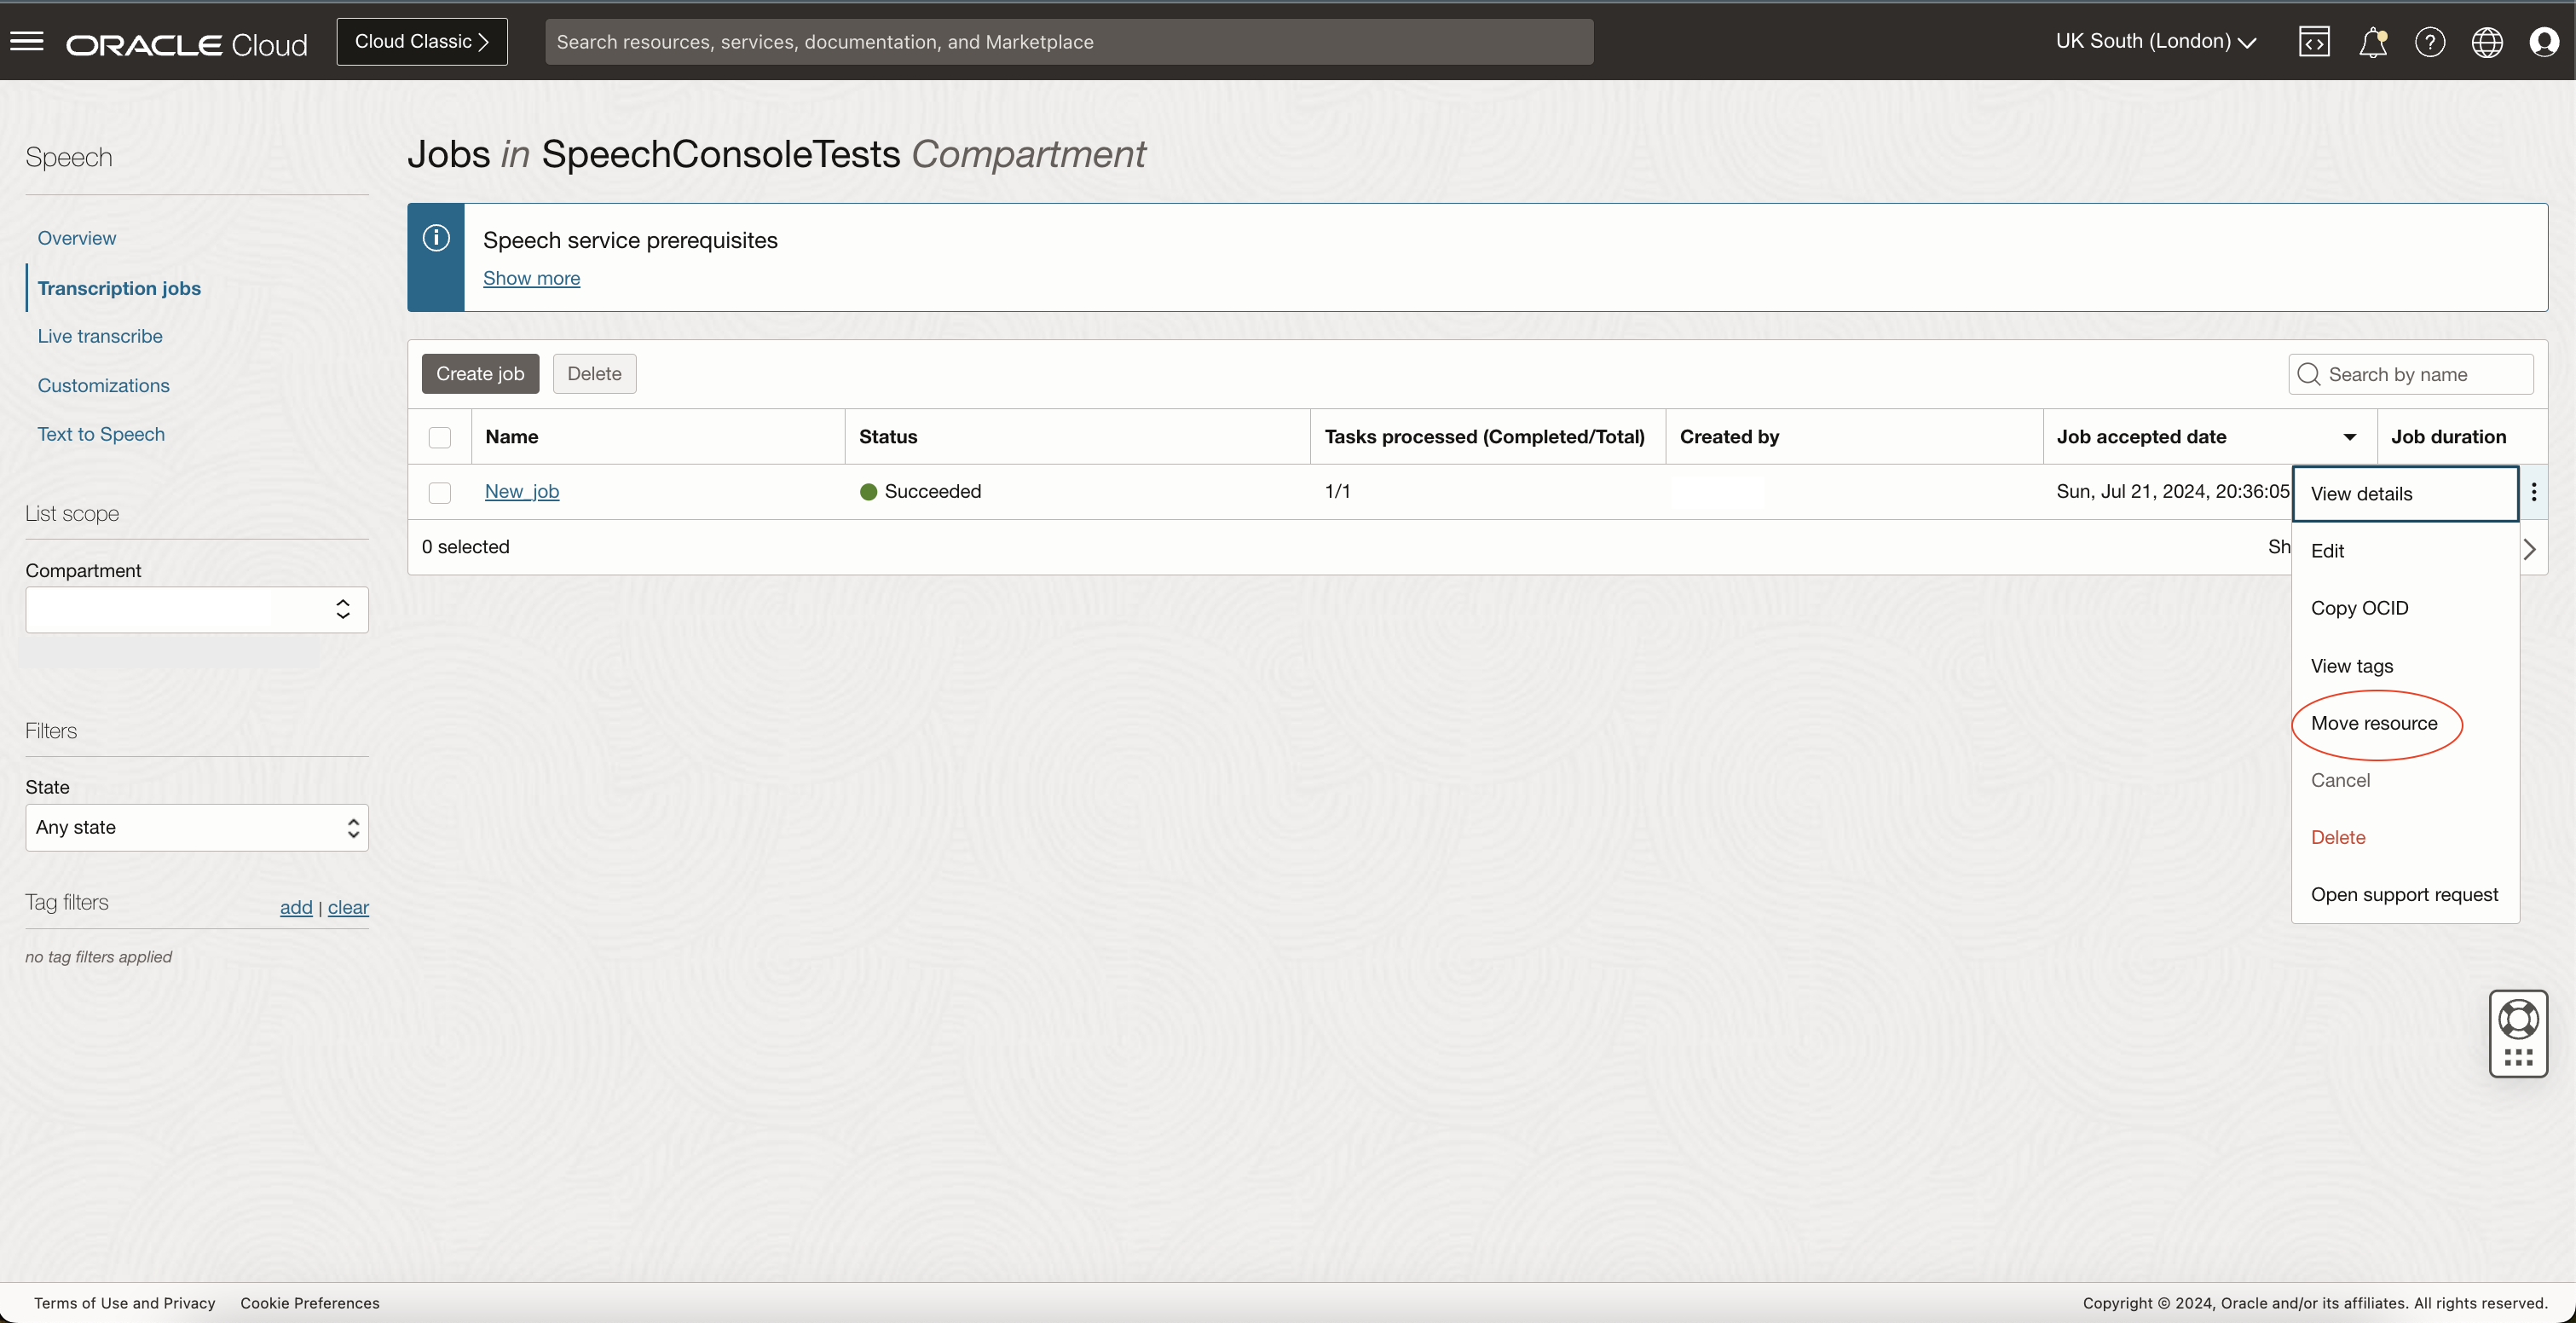 ORACLE Cloud
Cloud Classic
Search resources, services, documentation, and Marketplace
UK South (London)
Speech
Overview
Transcription jobs
Live transcribe
Customizations
Text to Speech
List scope
Compartment
Filters
State
Any state
Tag filters
add | clear
no tag filters applied
Jobs in SpeechConsoleTests Compartment
Speech service prerequisites
Show more
Create job
Delete
Search by name
Name
Status
Tasks processed (Completed/Total)
Created by
Job accepted date
Job duration
New_job
Succeeded
1/1
Sun, Jul 21, 2024, 20:36:05
0 selected
Sh
View details
Edit
Copy OCID
View tags
Move resource
Cancel
Delete
Open support request
Terms of Use and Privacy
Cookie Preferences
Copyright © 2024, Oracle and/or its affiliates. All rights reserved.